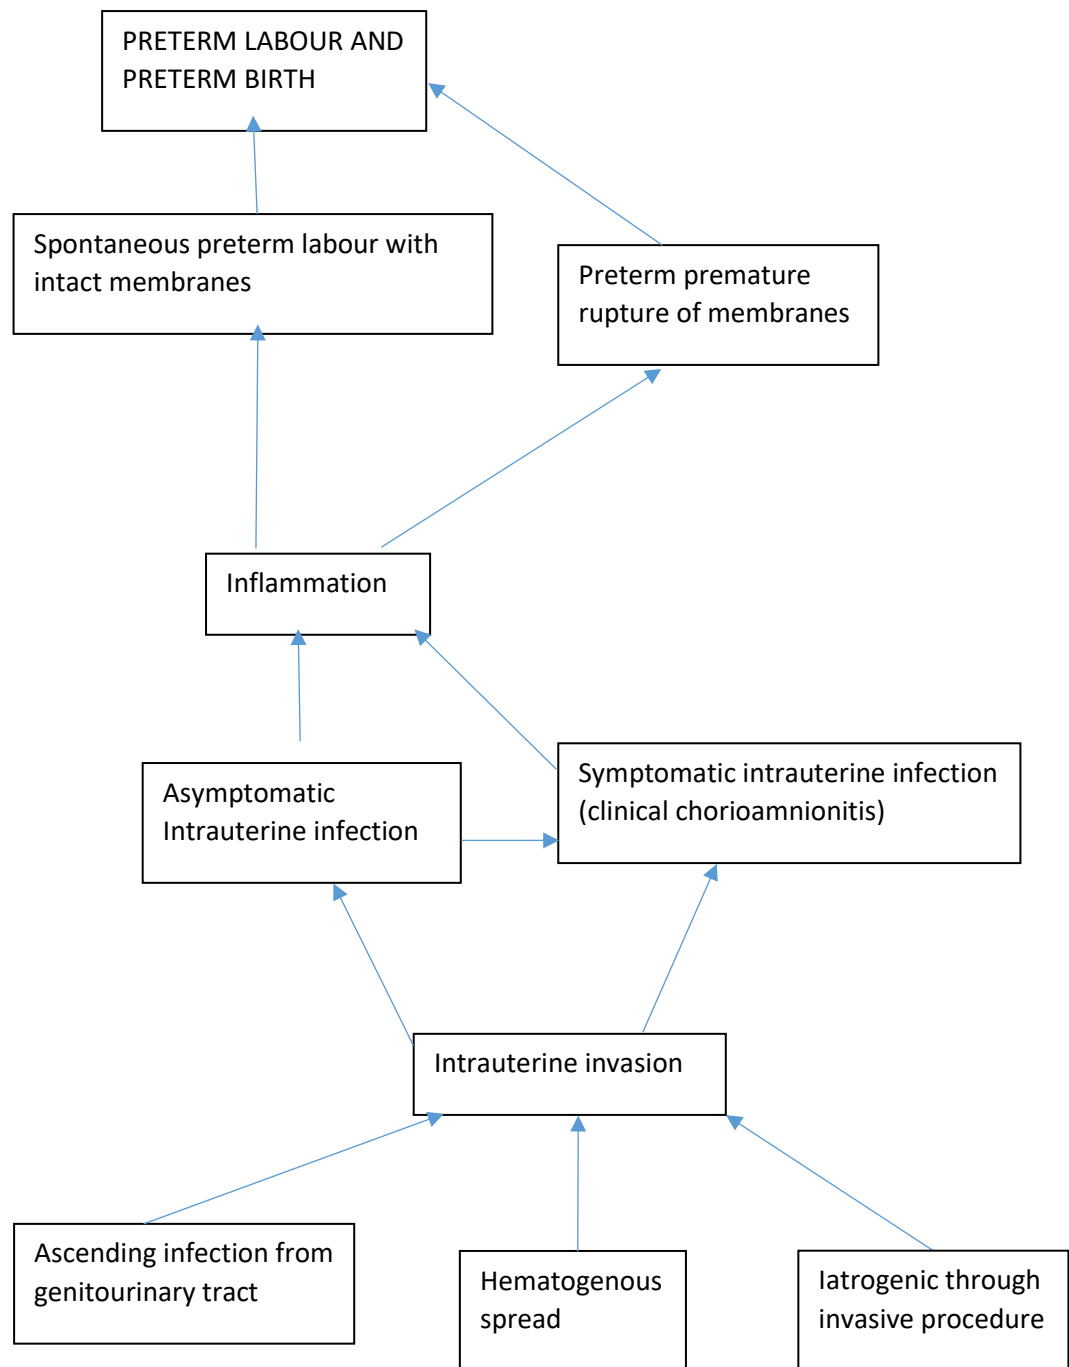 PRETERM LABOUR AND
PRETERM BIRTH
Spontaneous preterm labour with
intact membranes
Preterm premature
rupture of membranes
Inflammation
Asymptomatic
Intrauterine infection
Symptomatic intrauterine infection
(clinical chorioamnionitis)
Intrauterine invasion
Ascending infection from
genitourinary tract
Hematogenous
spread
Iatrogenic through
invasive procedure